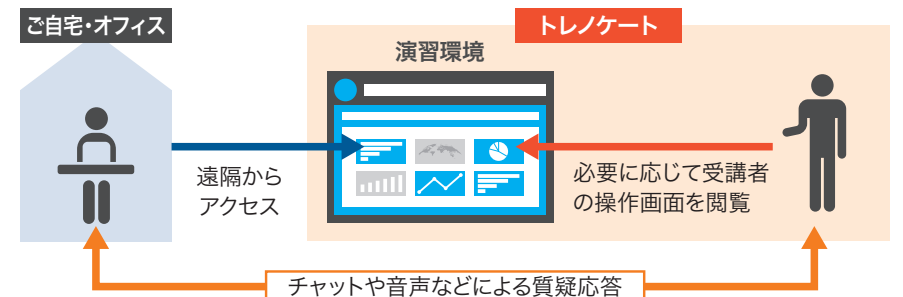 ご自宅・オフィス
トレノケート
演習環境
遠隔から
アクセス
必要に応じて受講者
の操作画面を閲覧
チャットや音声などによる質疑応答